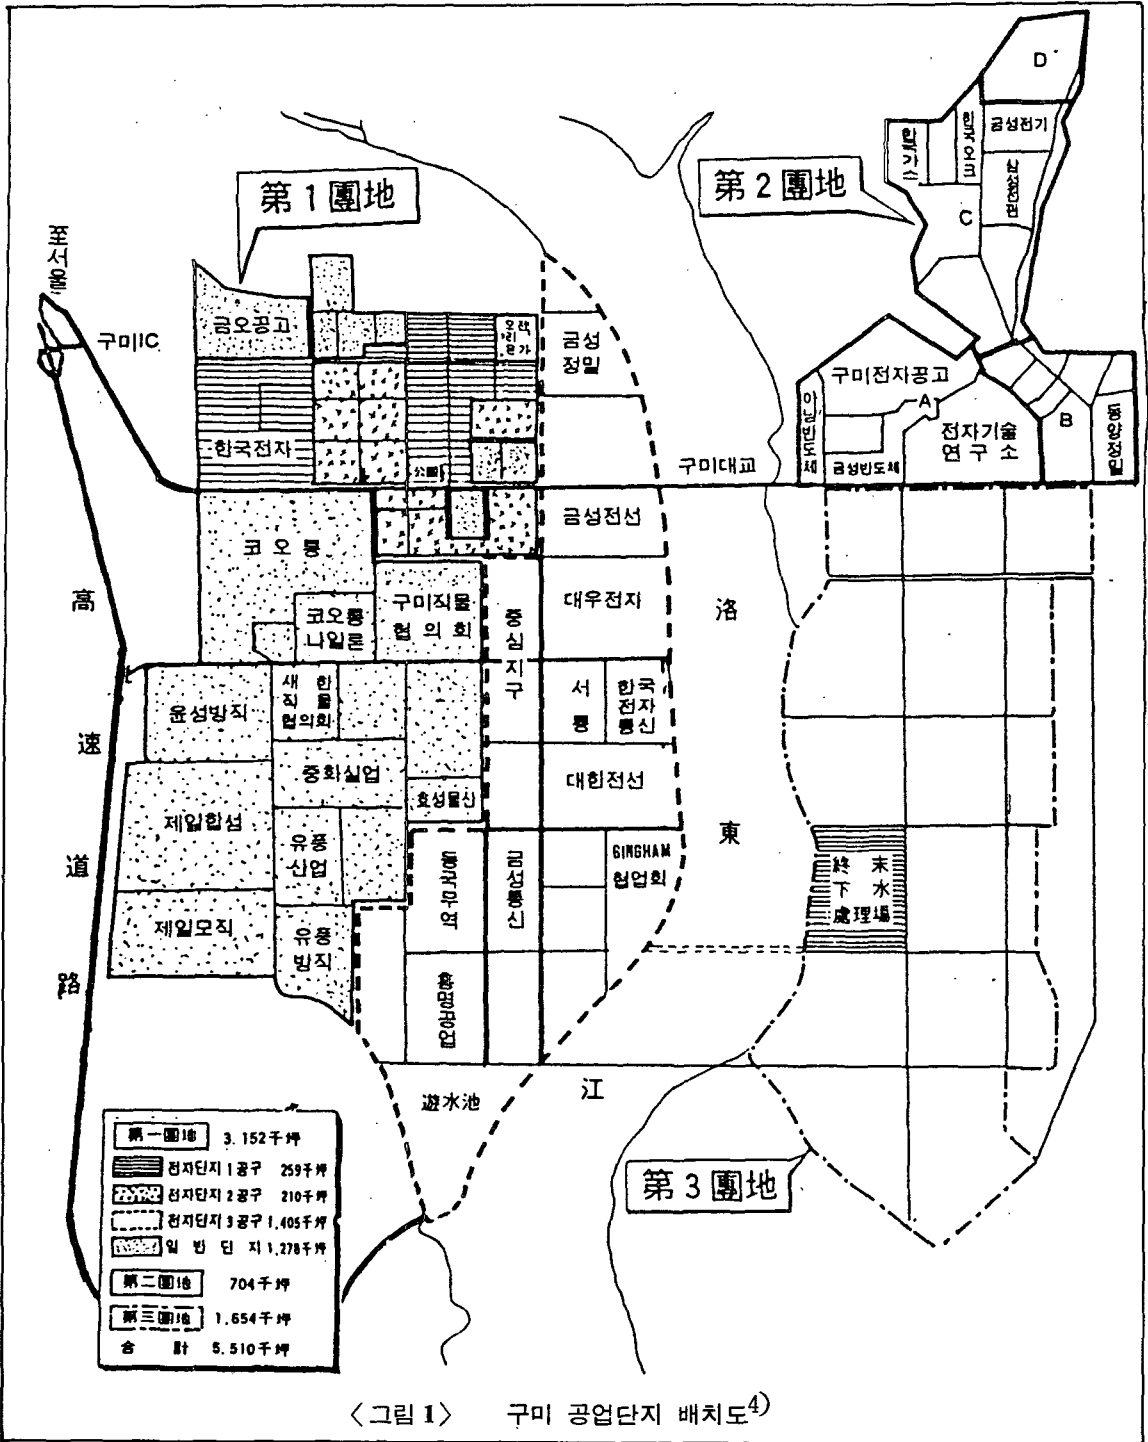 第1團地
第2團地
D
한국가스
한국오크
금성전기
삼성전관
C
至서울
구미IC
금오공고
오리온
금성
정밀
한국전자
公園
구미대교
구미전자공고
A
아남반도체
금성반도체
전자기술
연구소
B
동양정밀
코오롱
금성전선
코오롱
나일론
구미직물
협의회
중심지구
대우전자
高速道路
洛東江
윤성방직
새한
직물
협의회
서통
한국
전자
통신
중화실업
대한전선
효성물산
제일합섬
유풍
산업
동국무역
금성통신
GINGHAM
협업회
終末
下水
處理場
제일모직
유풍
방직
遊水池
第3團地
第一團地 3.152千坪
전자단지 1공구 259千坪
전자단지 2공구 210千坪
전자단지 3공구 1,405千坪
일반단지 1,278千坪
第二團地 704千坪
第三團地 1,654千坪
合計 5.510千坪
〈그림 1〉 구미 공업단지 배치도4)